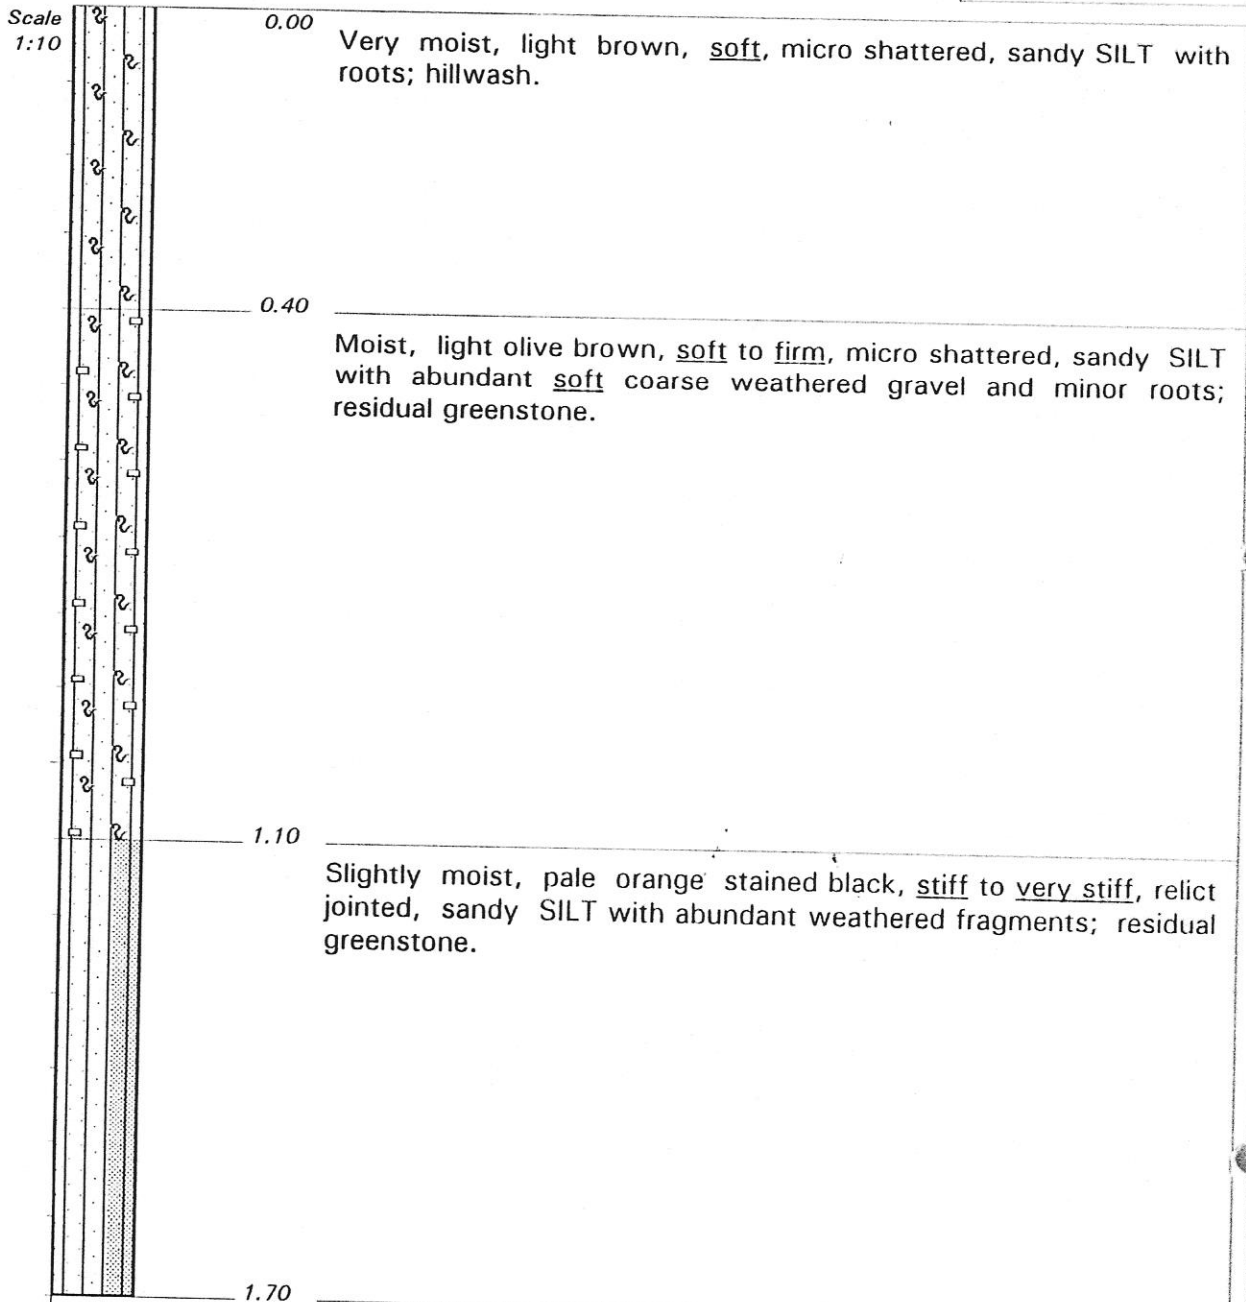 Scale
1:10
0.00
Very moist, light brown, soft, micro shattered, sandy SILT with
roots; hillwash.
0.40
Moist, light olive brown, soft to firm, micro shattered, sandy SILT
with abundant soft coarse weathered gravel and minor roots;
residual greenstone.
1.10
Slightly moist, pale orange stained black, stiff to very stiff, relict
jointed, sandy SILT with abundant weathered fragments; residual
greenstone.
1.70